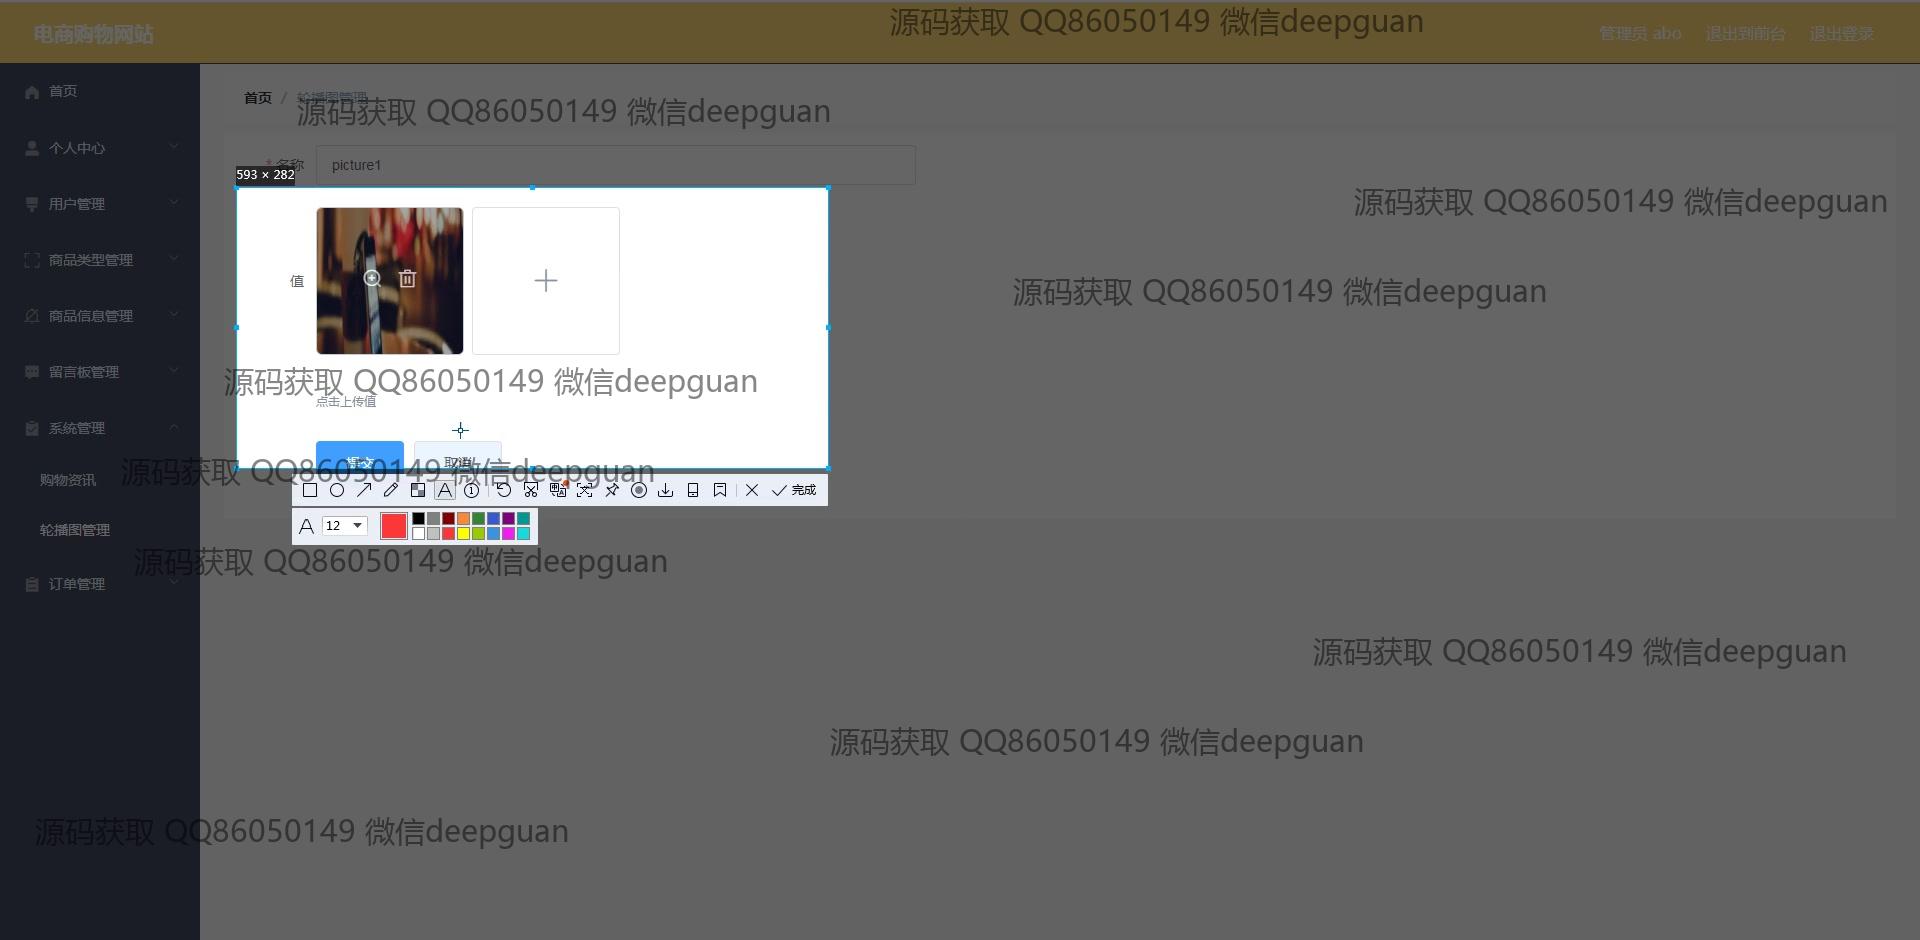 电商购物网站
源码获取 QQ86050149 微信deepguan
管理员 abo 退出到前台 退出登录
首页
首页 / 轮播图管理
源码获取 QQ86050149 微信deepguan
个人中心
* 名称 picture1
593 × 282
用户管理
源码获取 QQ86050149 微信deepguan
商品类型管理
值
源码获取 QQ86050149 微信deepguan
商品信息管理
留言板管理
源码获取 QQ86050149 微信deepguan
点击上传值
系统管理
提交 取消
源码获取 QQ86050149 微信deepguan
购物资讯
完成
轮播图管理
12
源码获取 QQ86050149 微信deepguan
订单管理
源码获取 QQ86050149 微信deepguan
源码获取 QQ86050149 微信deepguan
源码获取 QQ86050149 微信deepguan